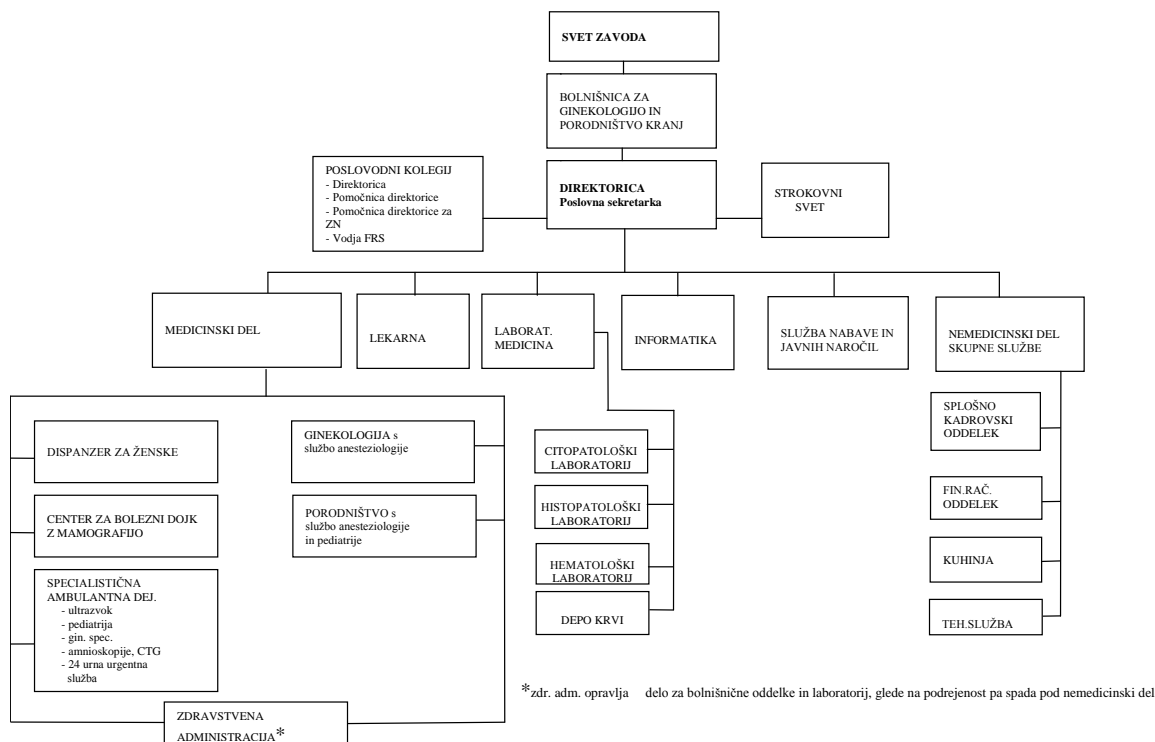 SVET ZAVODA
BOLNIŠNICA ZA
GINEKOLOGIJO IN
PORODNIŠTVO KRANJ
POSLOVODNI KOLEGIJ
- Direktorica
- Pomočnica direktorice
- Pomočnica direktorice za
ZN
- Vodja FRS
DIREKTORICA
Poslovna sekretarka
STROKOVNI
SVET
MEDICINSKI DEL
LEKARNA
LABORAT.
MEDICINA
INFORMATIKA
SLUŽBA NABAVE IN
JAVNIH NAROČIL
NEMEDICINSKI DEL
SKUPNE SLUŽBE
DISPANZER ZA ŽENSKE
CENTER ZA BOLEZNI DOJK
Z MAMOGRAFIJO
SPECIALISTIČNA
AMBULANTNA DEJ.
- ultrazvok
- pediatrija
- gin. spec.
- amnioskopije, CTG
- 24 urna urgentna
služba
GINEKOLOGIJA s
službo anesteziologije
PORODNIŠTVO s
službo anesteziologije
in pediatrije
ZDRAVSTVENA
ADMINISTRACIJA*
CITOPATOLOŠKI
LABORATORIJ
HISTOPATOLOŠKI
LABORATORIJ
HEMATOLOŠKI
LABORATORIJ
DEPO KRVI
SPLOŠNO
KADROVSKI
ODDELEK
FIN.RAČ.
ODDELEK
KUHINJA
TEH.SLUŽBA
*zdr. adm. opravlja delo za bolnišnične oddelke in laboratorij, glede na podrejenost pa spada pod nemedicinski del